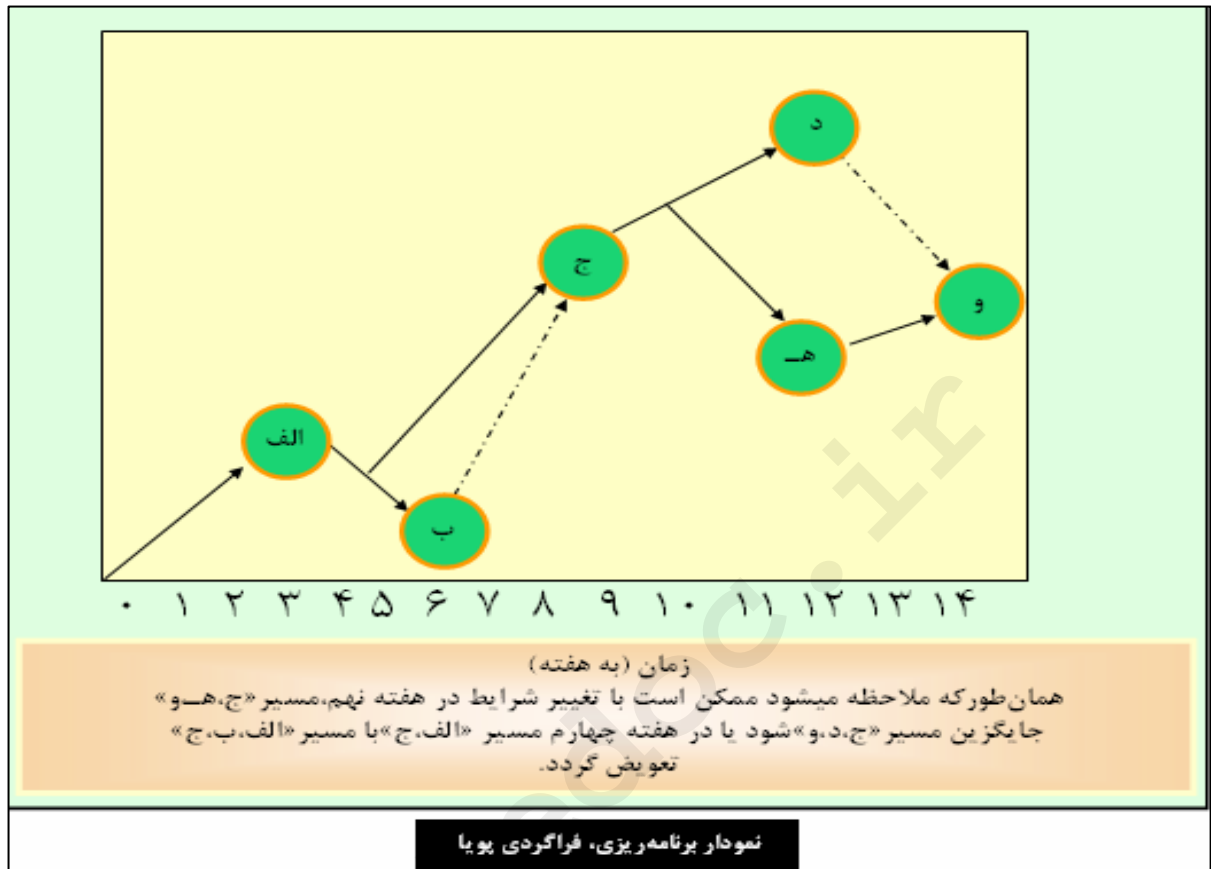 د
ج
و
هـ
الف
ب
۰ ۱ ۲ ۳ ۴ ۵ ۶ ۷ ۸ ۹ ۱۰ ۱۱ ۱۲ ۱۳ ۱۴
زمان (به هفته)
همان‌طورکه ملاحظه میشود ممکن است با تغییر شرایط در هفته نهم،مسیر«ج،هــو»
جایگزین مسیر«ج،د،و»شود یا در هفته چهارم مسیر «الف،ج»با مسیر«الف،ب،ج»
تعویض گردد.
نمودار برنامه‌ریزی، فراگردی پویا